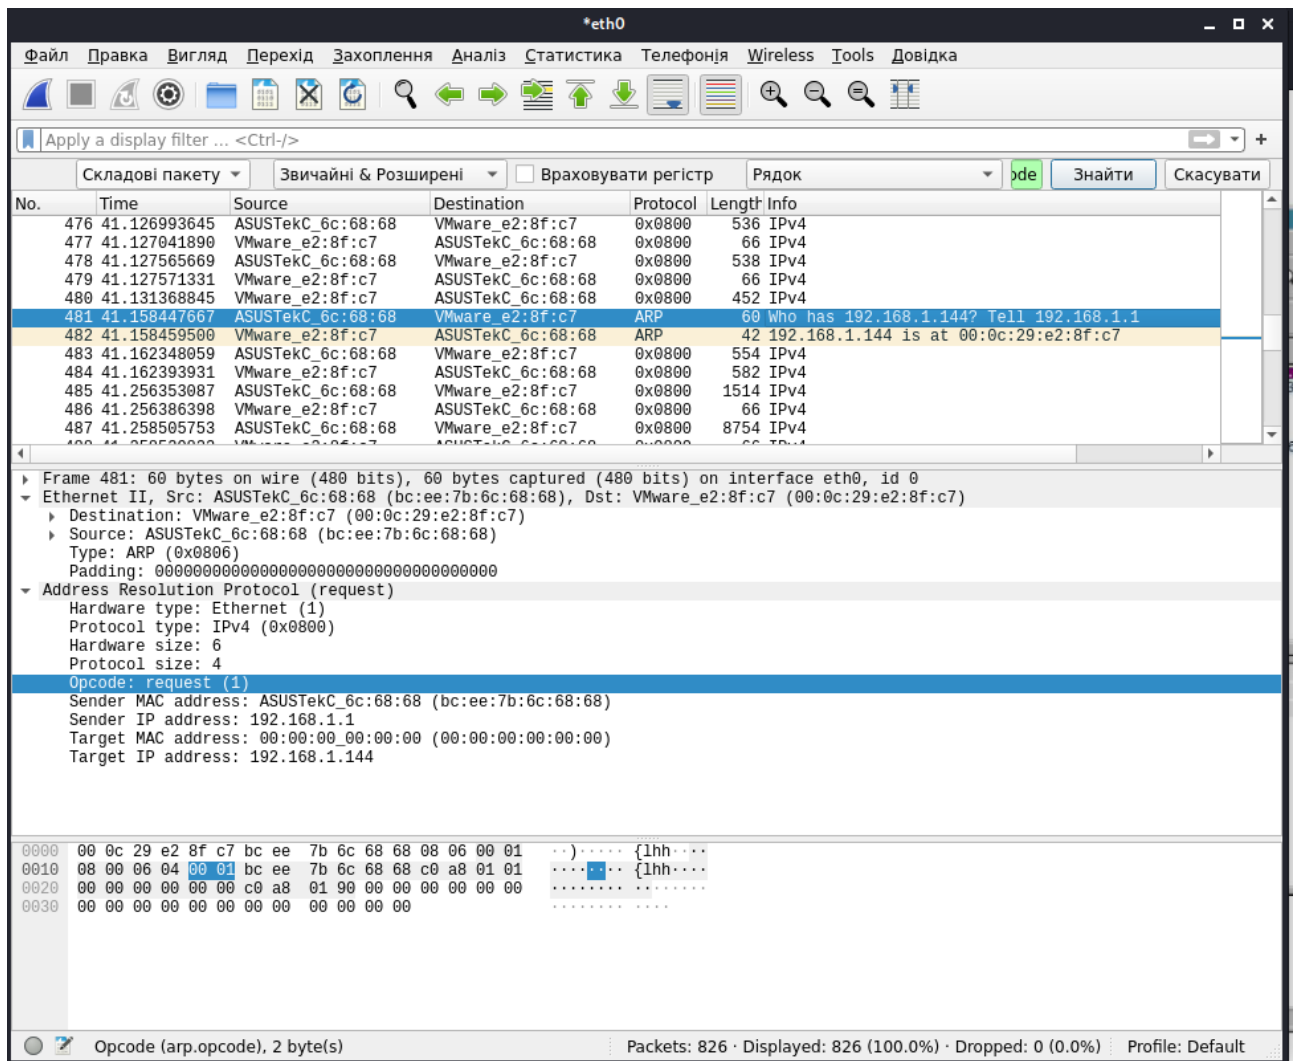 *eth0
Файл Правка Вигляд Перехід Захоплення Аналіз Статистика Телефонія Wireless Tools Довідка
Apply a display filter ... <Ctrl-/>
Складові пакету Звичайні & Розширені Враховувати регістр Рядок ode Знайти Скасувати
No. Time Source Destination Protocol Length Info
476 41.126993645 ASUSTekC_6c:68:68 VMware_e2:8f:c7 0x0800 536 IPv4
477 41.127041890 VMware_e2:8f:c7 ASUSTekC_6c:68:68 0x0800 66 IPv4
478 41.127565669 ASUSTekC_6c:68:68 VMware_e2:8f:c7 0x0800 538 IPv4
479 41.127571331 VMware_e2:8f:c7 ASUSTekC_6c:68:68 0x0800 66 IPv4
480 41.131368845 VMware_e2:8f:c7 ASUSTekC_6c:68:68 0x0800 452 IPv4
481 41.158447667 ASUSTekC_6c:68:68 VMware_e2:8f:c7 ARP 60 Who has 192.168.1.144? Tell 192.168.1.1
482 41.158459500 VMware_e2:8f:c7 ASUSTekC_6c:68:68 ARP 42 192.168.1.144 is at 00:0c:29:e2:8f:c7
483 41.162348059 ASUSTekC_6c:68:68 VMware_e2:8f:c7 0x0800 554 IPv4
484 41.162393931 VMware_e2:8f:c7 ASUSTekC_6c:68:68 0x0800 582 IPv4
485 41.256353087 ASUSTekC_6c:68:68 VMware_e2:8f:c7 0x0800 1514 IPv4
486 41.256386398 VMware_e2:8f:c7 ASUSTekC_6c:68:68 0x0800 66 IPv4
487 41.258505753 ASUSTekC_6c:68:68 VMware_e2:8f:c7 0x0800 8754 IPv4
Frame 481: 60 bytes on wire (480 bits), 60 bytes captured (480 bits) on interface eth0, id 0
Ethernet II, Src: ASUSTekC_6c:68:68 (bc:ee:7b:6c:68:68), Dst: VMware_e2:8f:c7 (00:0c:29:e2:8f:c7)
Destination: VMware_e2:8f:c7 (00:0c:29:e2:8f:c7)
Source: ASUSTekC_6c:68:68 (bc:ee:7b:6c:68:68)
Type: ARP (0x0806)
Padding: 000000000000000000000000000000000000
Address Resolution Protocol (request)
Hardware type: Ethernet (1)
Protocol type: IPv4 (0x0800)
Hardware size: 6
Protocol size: 4
Opcode: request (1)
Sender MAC address: ASUSTekC_6c:68:68 (bc:ee:7b:6c:68:68)
Sender IP address: 192.168.1.1
Target MAC address: 00:00:00_00:00:00 (00:00:00:00:00:00)
Target IP address: 192.168.1.144
0000 00 0c 29 e2 8f c7 bc ee 7b 6c 68 68 08 06 00 01 ··)····· {lhh····
0010 08 00 06 04 00 01 bc ee 7b 6c 68 68 c0 a8 01 01 ········ {lhh····
0020 00 00 00 00 00 00 c0 a8 01 90 00 00 00 00 00 00 ········ ········
0030 00 00 00 00 00 00 00 00 00 00 00 00 ········ ····
Opcode (arp.opcode), 2 byte(s) Packets: 826 · Displayed: 826 (100.0%) · Dropped: 0 (0.0%) Profile: Default